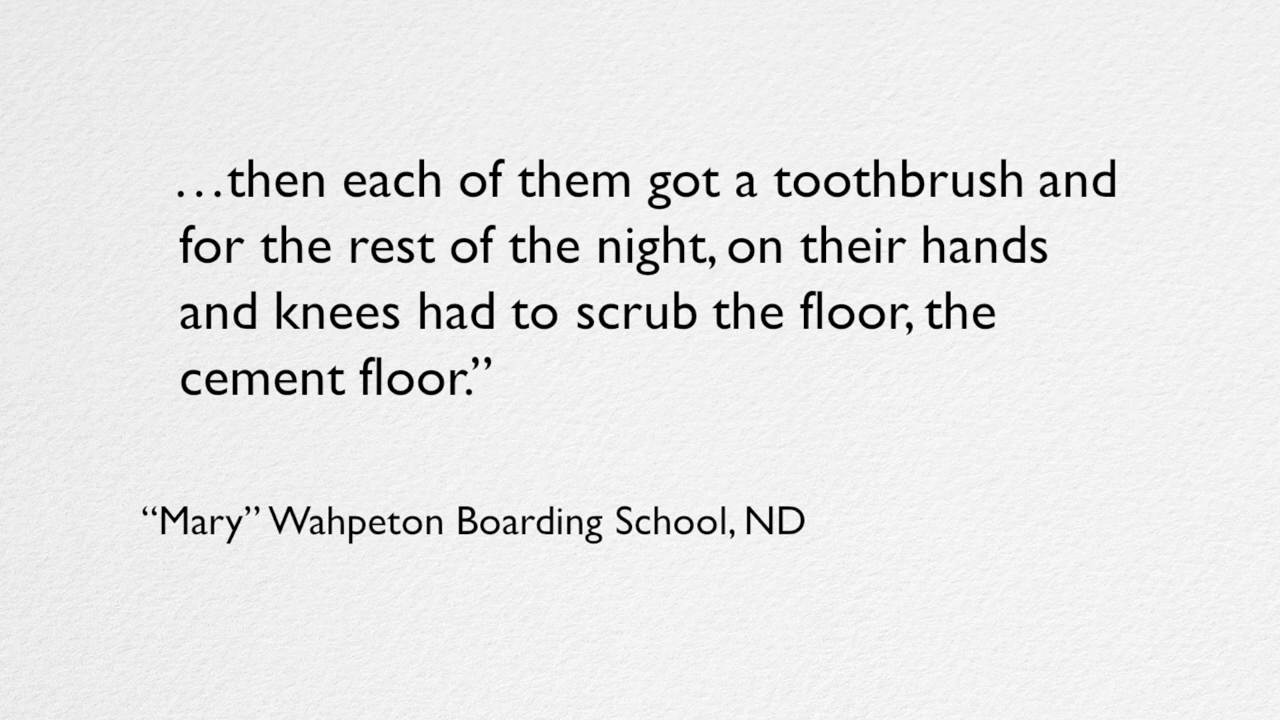 …then each of them got a toothbrush and
for the rest of the night, on their hands
and knees had to scrub the floor, the
cement floor.”
“Mary” Wahpeton Boarding School, ND